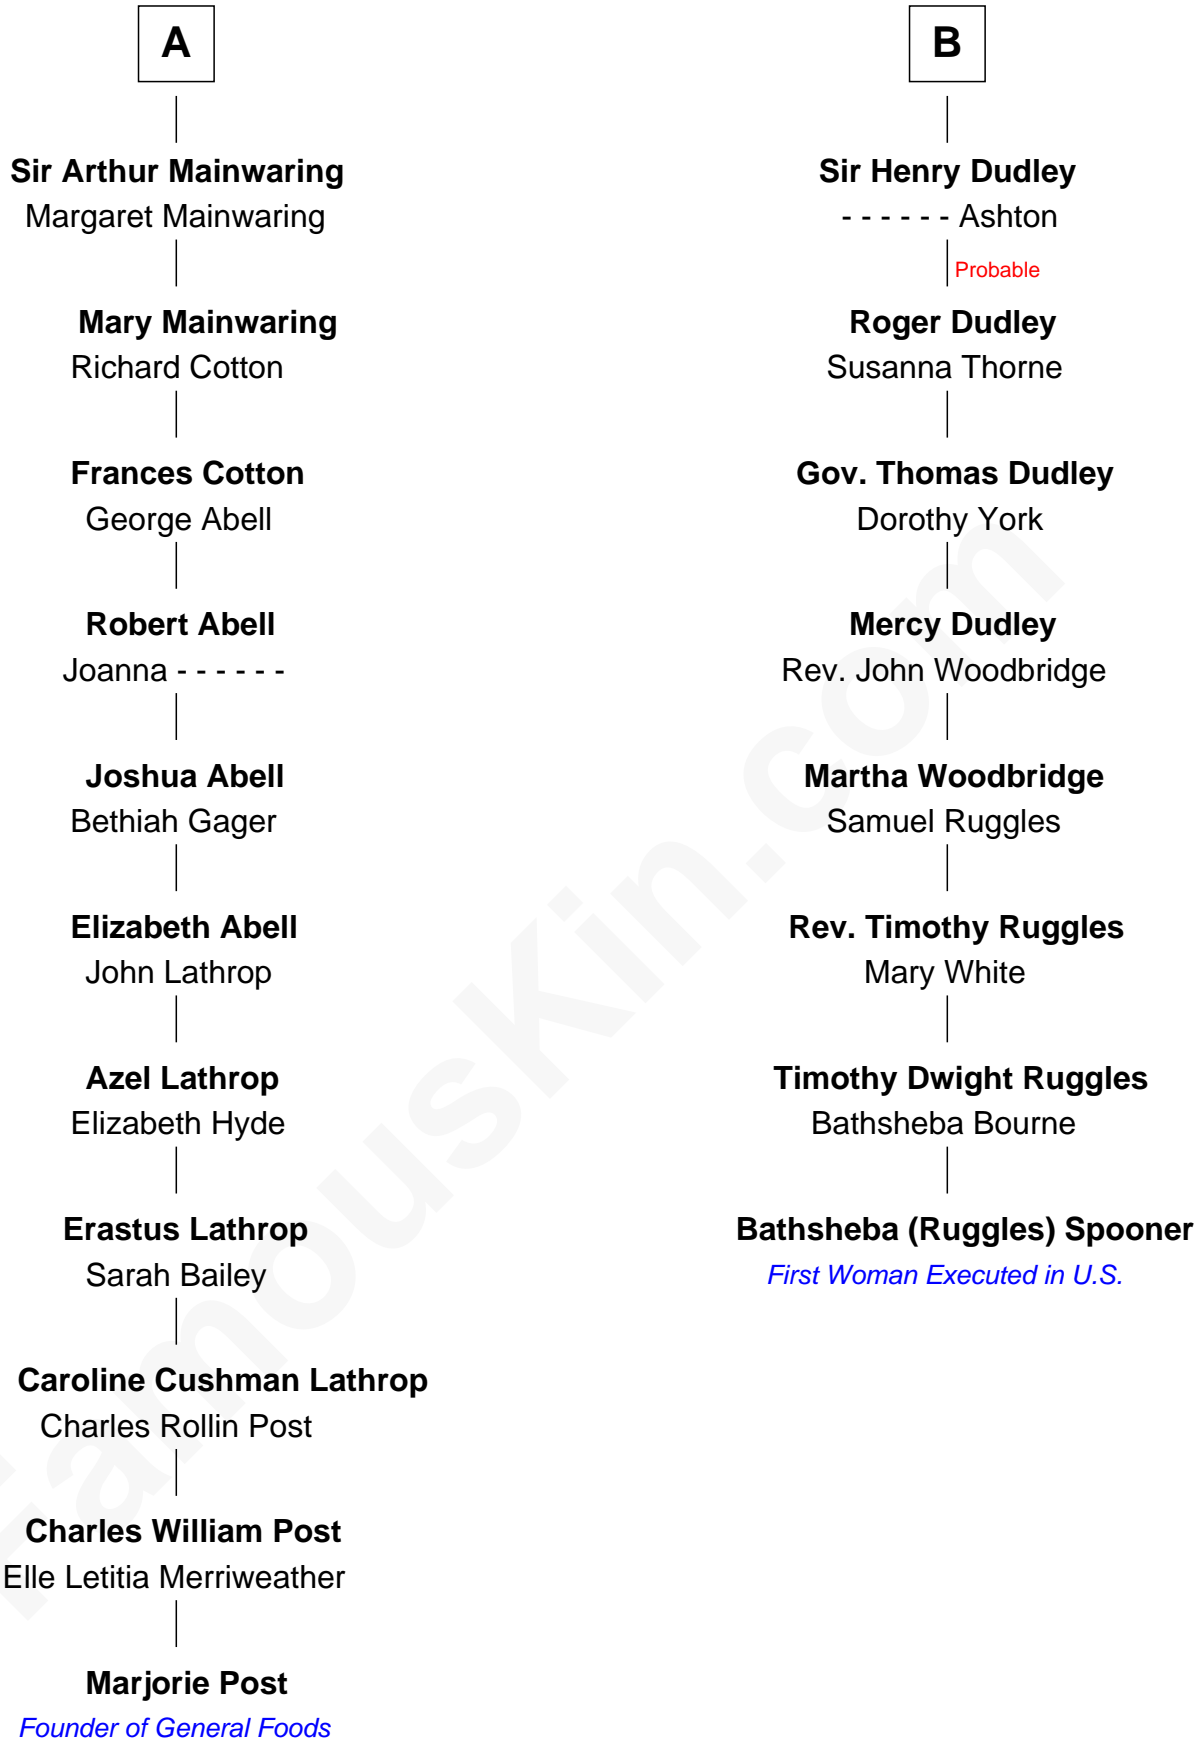 A
Sir Arthur Mainwaring
Margaret Mainwaring
Mary Mainwaring
Richard Cotton
Frances Cotton
George Abell
Robert Abell
Joanna - - - - - -
Joshua Abell
Bethiah Gager
Elizabeth Abell
John Lathrop
Azel Lathrop
Elizabeth Hyde
Erastus Lathrop
Sarah Bailey
Caroline Cushman Lathrop
Charles Rollin Post
Charles William Post
Elle Letitia Merriweather
Marjorie Post
Founder of General Foods
B
Sir Henry Dudley
- - - - - - Ashton
Probable
Roger Dudley
Susanna Thorne
Gov. Thomas Dudley
Dorothy York
Mercy Dudley
Rev. John Woodbridge
Martha Woodbridge
Samuel Ruggles
Rev. Timothy Ruggles
Mary White
Timothy Dwight Ruggles
Bathsheba Bourne
Bathsheba (Ruggles) Spooner
First Woman Executed in U.S.
FamousKin.com